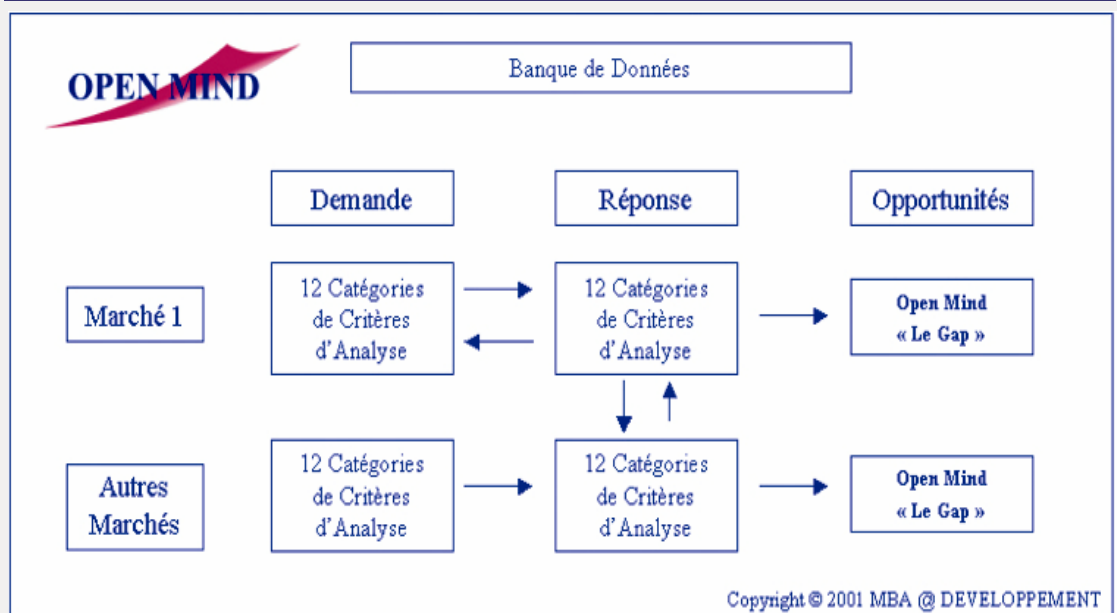 OPEN MIND
Banque de Données
Demande
Réponse
Opportunités
Marché 1
12 Catégories
de Critères
d'Analyse
12 Catégories
de Critères
d'Analyse
Open Mind
« Le Gap »
Autres
Marchés
12 Catégories
de Critères
d'Analyse
12 Catégories
de Critères
d'Analyse
Open Mind
« Le Gap »
Copyright © 2001 MBA @ DEVELOPPEMENT